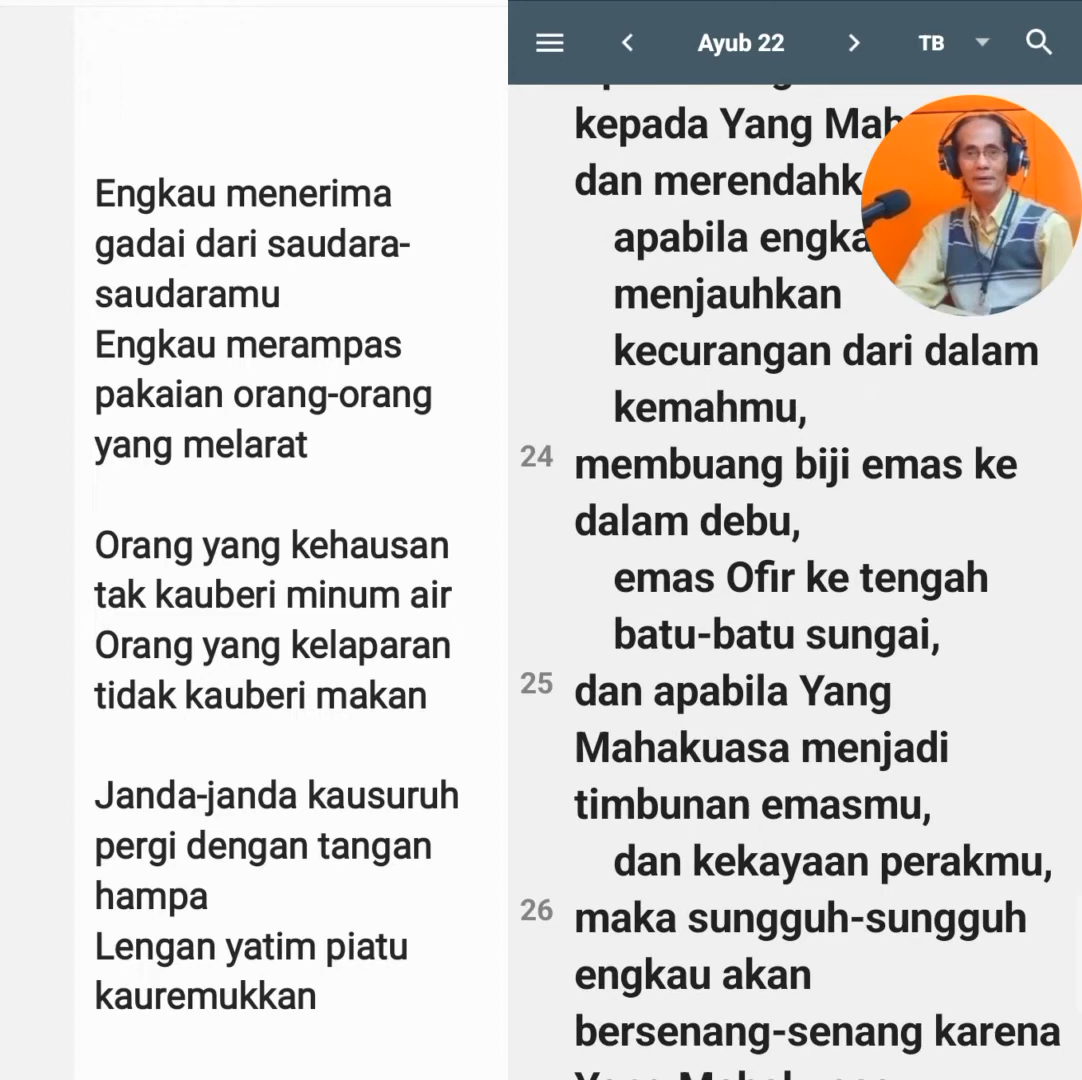 Engkau menerima
gadai dari saudara-
saudaramu
Engkau merampas
pakaian orang-orang
yang melarat
Orang yang kehausan
tak kauberi minum air
Orang yang kelaparan
tidak kauberi makan
Janda-janda kausuruh
pergi dengan tangan
hampa
Lengan yatim piatu
kauremukkan
Ayub 22 TB
kepada Yang
dan
apabila
menjauhkan
kecurangan dari dalam
kemahmu,
24 membuang biji emas ke
dalam debu,
emas Ofir ke tengah
batu-batu sungai,
25 dan apabila Yang
Mahakuasa menjadi
timbunan emasmu,
dan kekayaan perakmu,
26 maka sungguh-sungguh
engkau akan
bersenang-senang karena